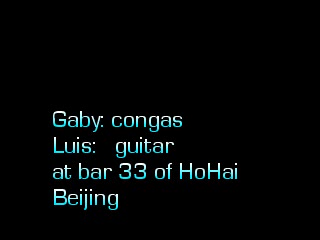 Gaby: congas
Luis: guitar
at bar 33 of HoHai
Beijing